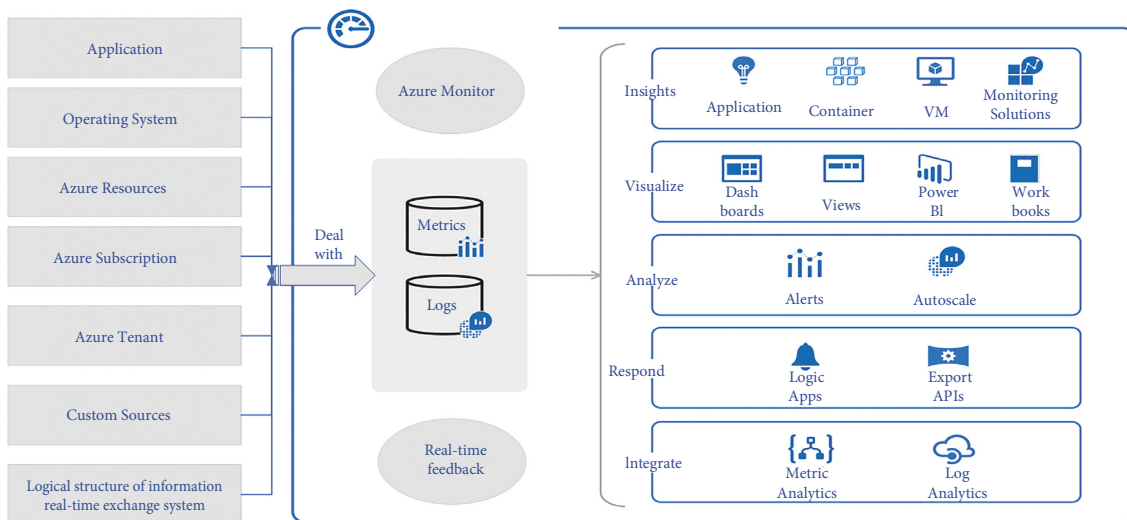 Application
Operating System
Azure Resources
Azure Subscription
Azure Tenant
Custom Sources
Logical structure of information
real-time exchange system
Deal
with
Azure Monitor
Metrics
Logs
Real-time
feedback
Insights
Application
Container
VM
Monitoring
Solutions
Visualize
Dash
boards
Views
Power
BI
Work
books
Analyze
Alerts
Autoscale
Respond
Logic
Apps
Export
APIs
Integrate
Metric
Analytics
Log
Analytics